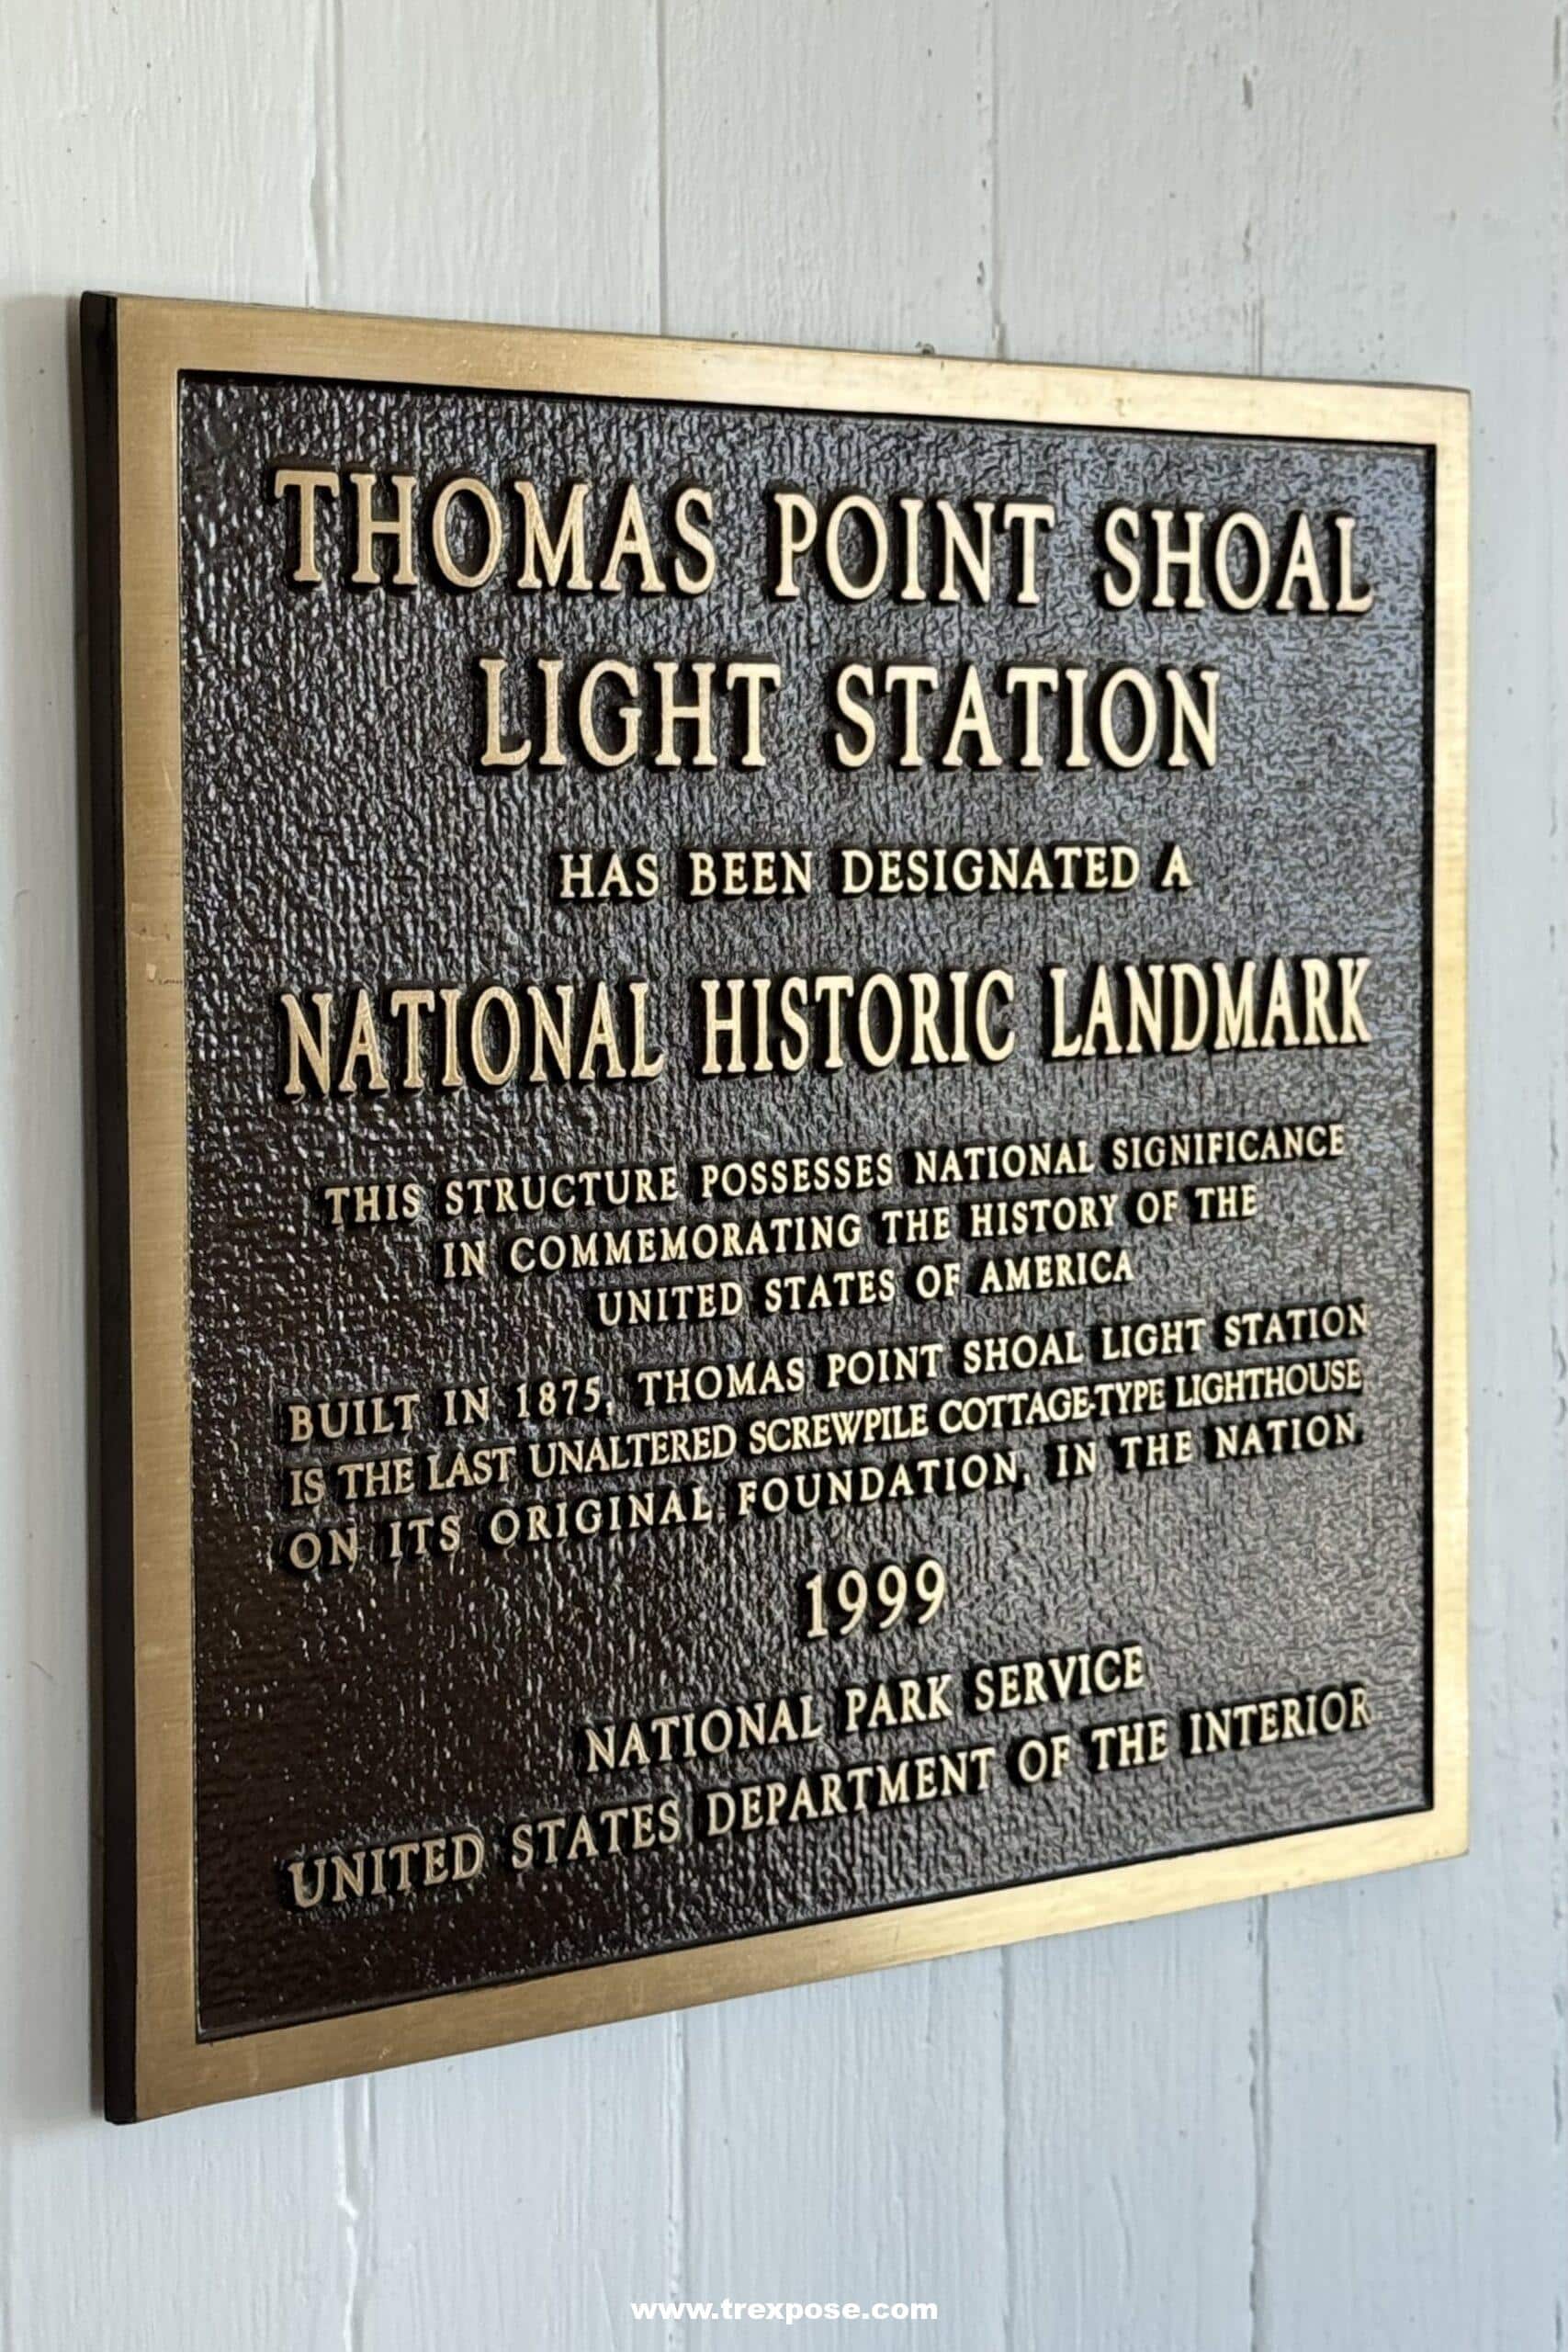 THOMAS POINT SHOAL
LIGHT STATION
HAS BEEN DESIGNATED A
NATIONAL HISTORIC LANDMARK
THIS STRUCTURE POSSESSES NATIONAL SIGNIFICANCE
IN COMMEMORATING THE HISTORY OF THE
UNITED STATES OF AMERICA
BUILT IN 1875, THOMAS POINT SHOAL LIGHT STATION
IS THE LAST UNALTERED SCREWPILE COTTAGE-TYPE LIGHTHOUSE
ON ITS ORIGINAL FOUNDATION, IN THE NATION.
1999
NATIONAL PARK SERVICE
UNITED STATES DEPARTMENT OF THE INTERIOR
www.trexpose.com